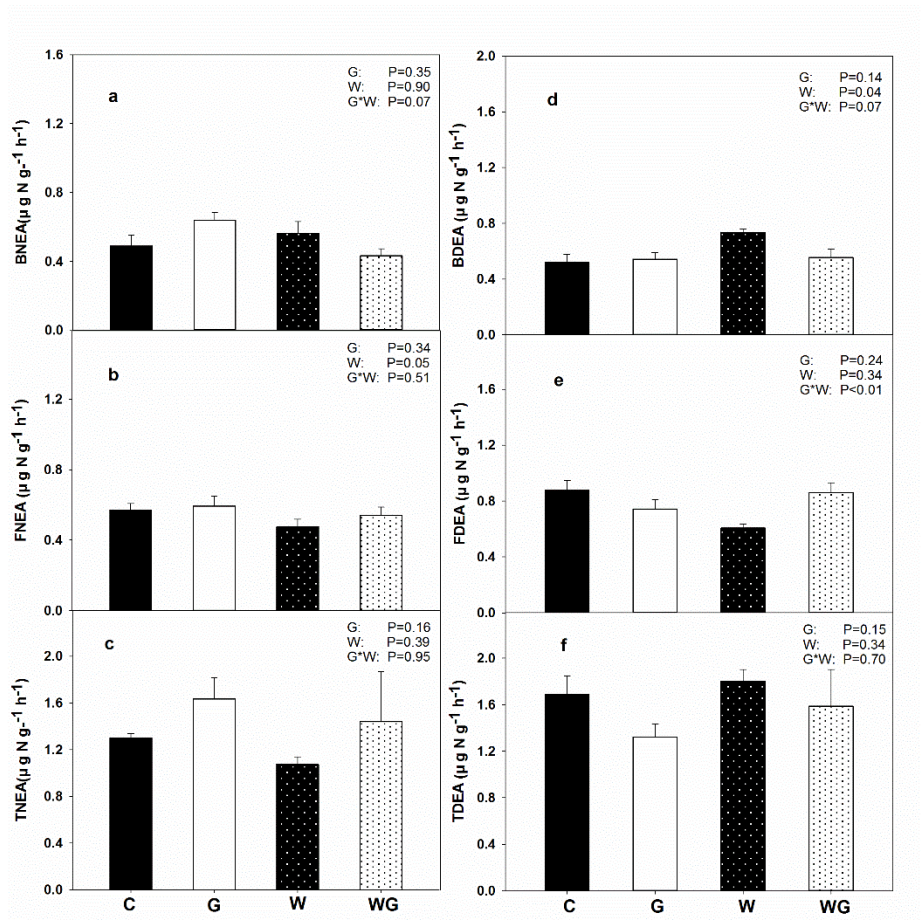 1.6
1.2
0.8
0.4
0.0
BNEA(µ g N g-1 h-1)
a
G: P=0.35
W: P=0.90
G*W: P=0.07
1.2
0.8
0.4
0.0
FNEA (µ g N g-1 h-1)
b
G: P=0.34
W: P=0.05
G*W: P=0.51
2.0
1.6
1.2
0.8
0.4
0.0
TNEA(µ g N g-1 h-1)
c
G: P=0.16
W: P=0.39
G*W: P=0.95
C G W WG
2.0
1.6
1.2
0.8
0.4
0.0
BDEA (µ g N g-1 h-1)
d
G: P=0.14
W: P=0.04
G*W: P=0.07
1.6
1.2
0.8
0.4
0.0
FDEA (µ g N g-1 h-1)
e
G: P=0.24
W: P=0.34
G*W: P<0.01
2.0
1.6
1.2
0.8
0.4
0.0
TDEA (µ g N g-1 h-1)
f
G: P=0.15
W: P=0.34
G*W: P=0.70
C G W WG